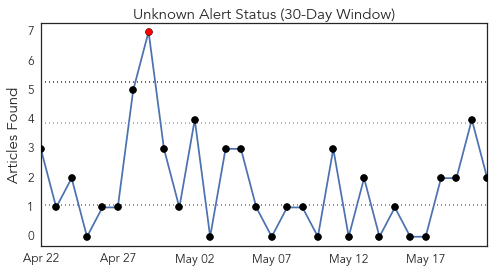 Unknown Alert Status (30-Day Window)
Articles Found
7
6
5
4
3
2
1
0
Apr 22
Apr 27
May 02
May 07
May 12
May 17